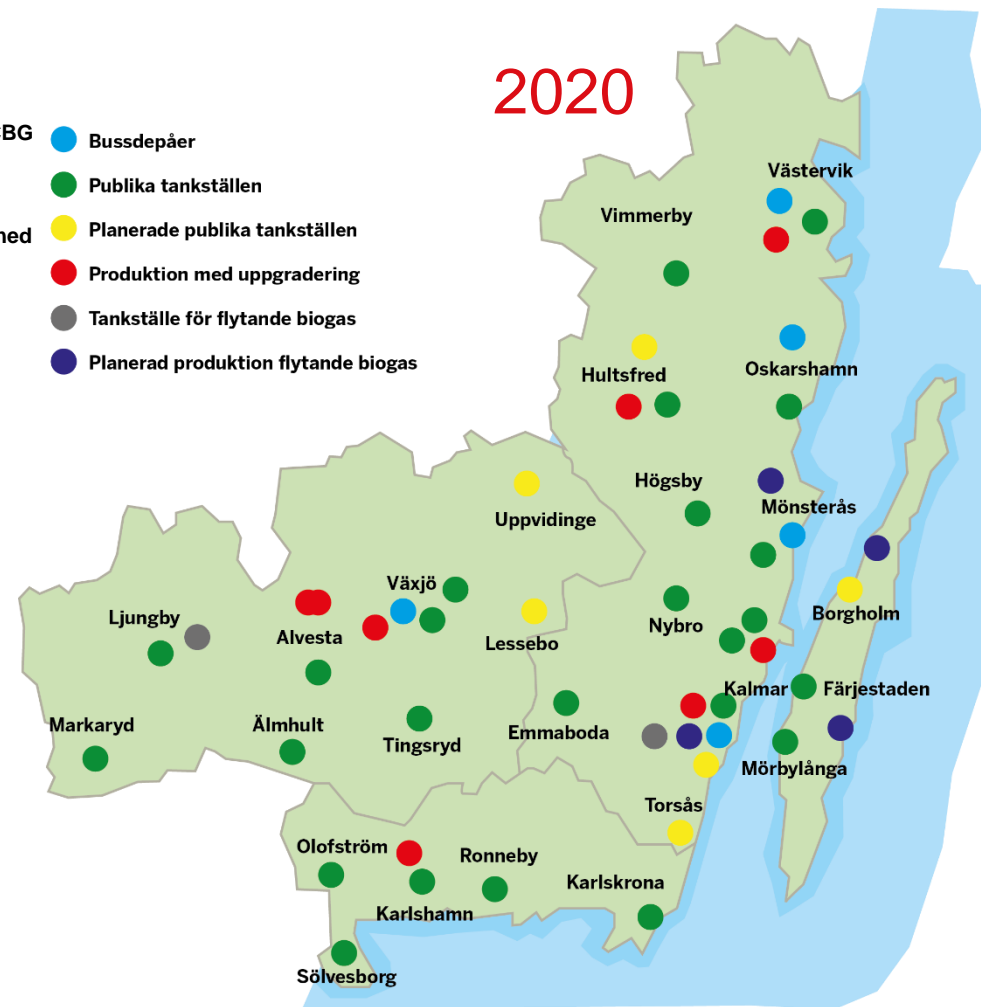 2020
Bussdepåer
Publika tankställen
Planerade publika tankställen
Produktion med uppgradering
Tankställe för flytande biogas
Planerad produktion flytande biogas
Västervik
Vimmerby
Oskarshamn
Hultsfred
Högsby
Mönsterås
Uppvidinge
Växjö
Ljungby
Alvesta
Lessebo
Nybro
Borgholm
Kalmar
Färjestaden
Markaryd
Älmhult
Tingsryd
Emmaboda
Mörbylånga
Torsås
Olofström
Ronneby
Karlskrona
Karlshamn
Sölvesborg